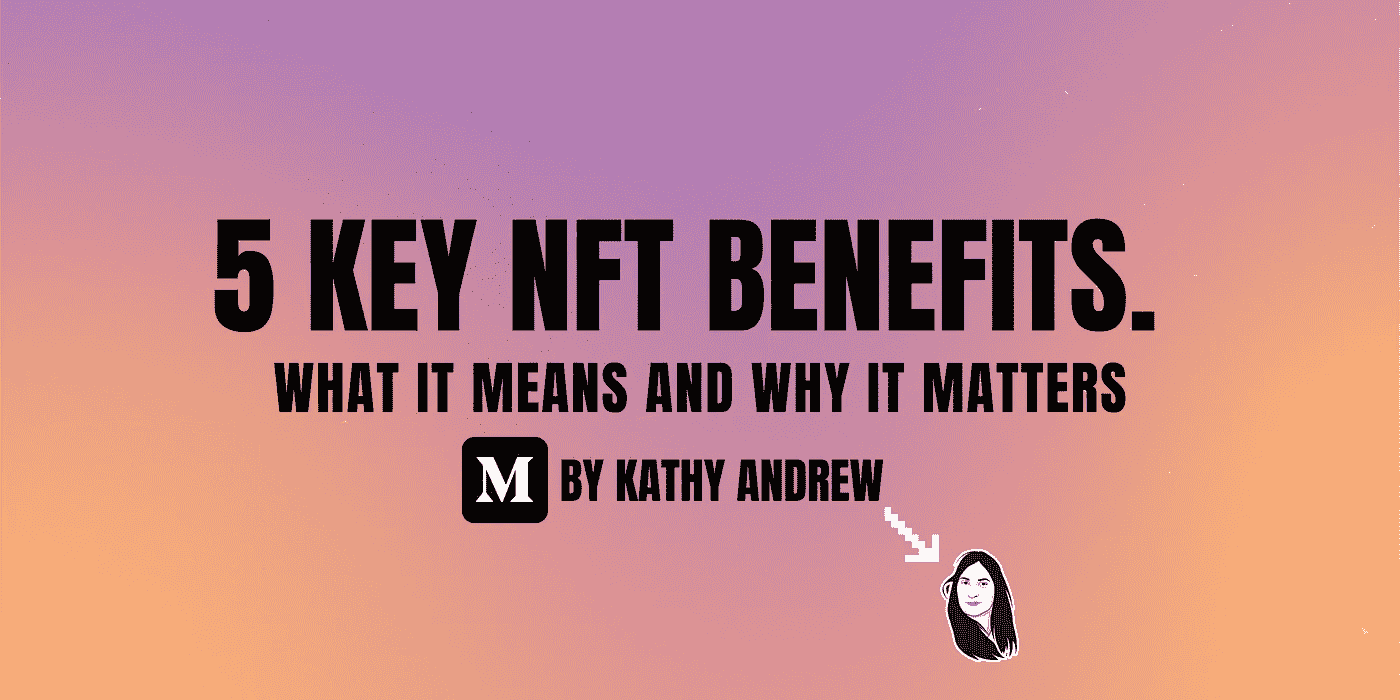 5 KEY NFT BENEFITS.
WHAT IT MEANS AND WHY IT MATTERS
M BY KATHY ANDREW